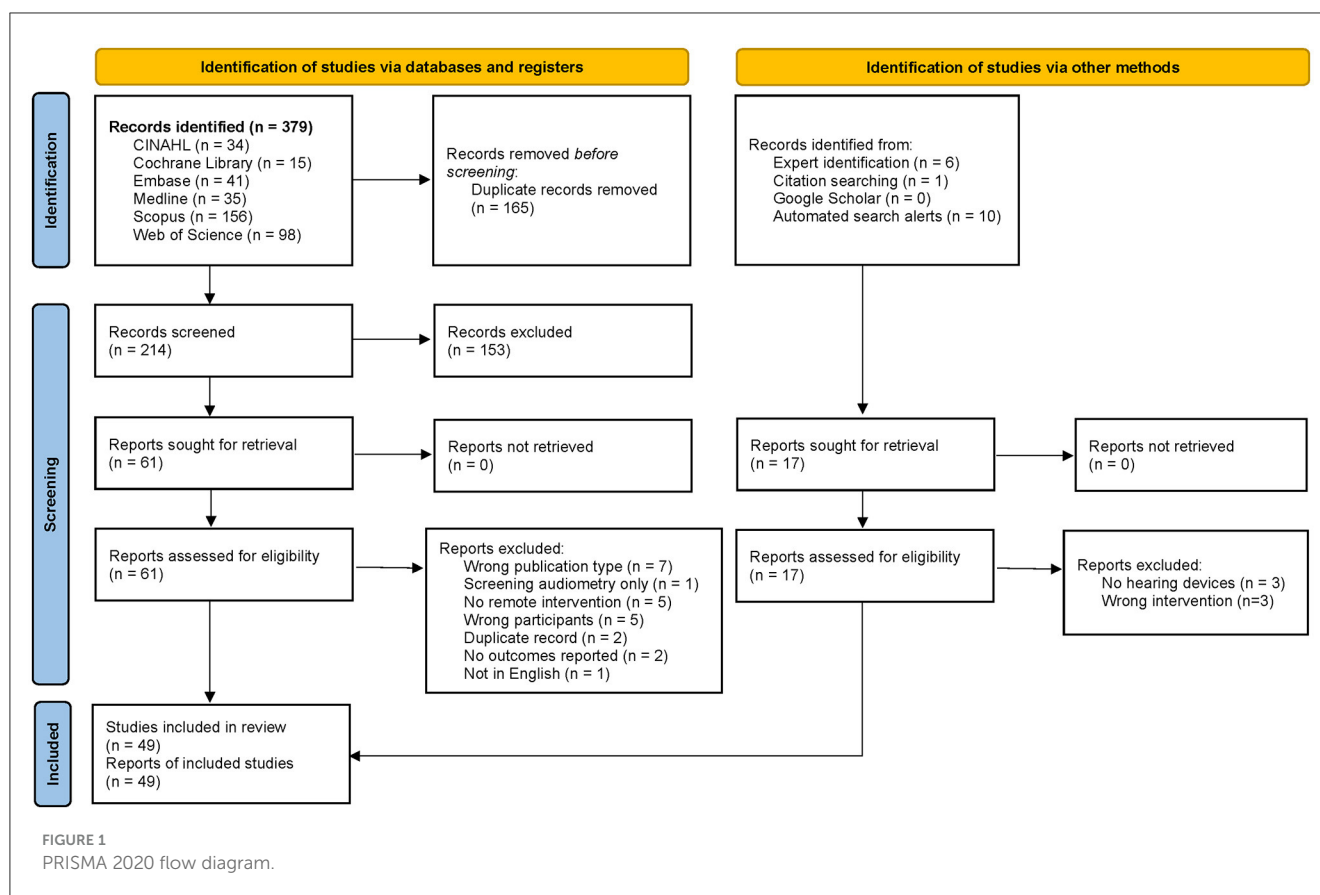 Identification of studies via databases and registers
Identification of studies via other methods
Identification
Records identified (n = 379)
CINAHL (n = 34)
Cochrane Library (n = 15)
Embase (n = 41)
Medline (n = 35)
Scopus (n = 156)
Web of Science (n = 98)
Records removed before
screening:
Duplicate records removed
(n = 165)
Records identified from:
Expert identification (n = 6)
Citation searching (n = 1)
Google Scholar (n = 0)
Automated search alerts (n = 10)
Screening
Records screened
(n = 214)
Records excluded
(n = 153)
Reports sought for retrieval
(n = 61)
Reports not retrieved
(n = 0)
Reports sought for retrieval
(n = 17)
Reports not retrieved
(n = 0)
Reports assessed for eligibility
(n = 61)
Reports excluded:
Wrong publication type (n = 7)
Screening audiometry only (n = 1)
No remote intervention (n = 5)
Wrong participants (n = 5)
Duplicate record (n = 2)
No outcomes reported (n = 2)
Not in English (n = 1)
Reports assessed for eligibility
(n = 17)
Reports excluded:
No hearing devices (n = 3)
Wrong intervention (n=3)
Included
Studies included in review
(n = 49)
Reports of included studies
(n = 49)
FIGURE 1
PRISMA 2020 flow diagram.